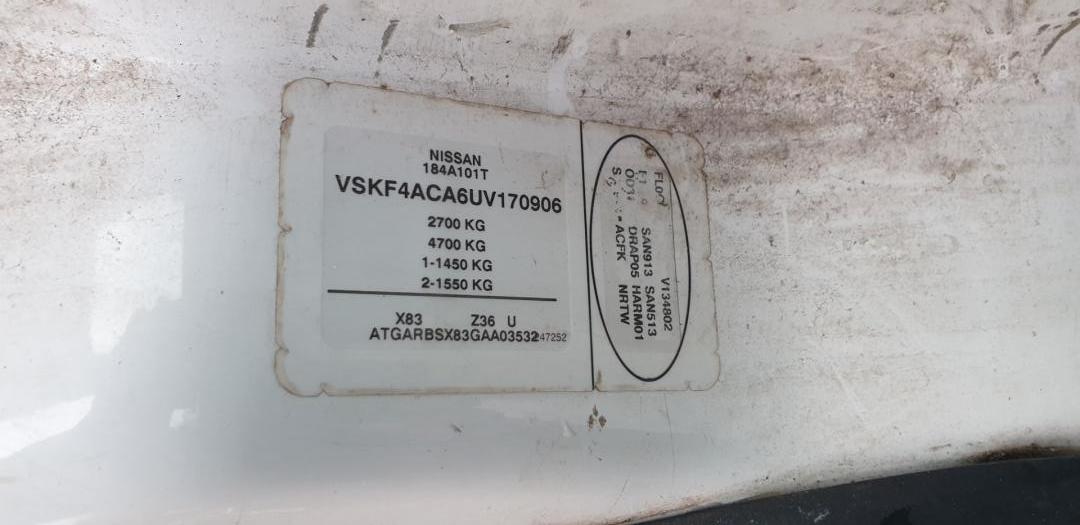 NISSAN
184A101T
VSKF4ACA6UV170906
2700 KG
4700 KG
1-1450 KG
2-1550 KG
X83 Z36 U
ATGARBSX83GAA03532
47252
V134802
SAN913 SAN513
DRAP05 HARM01
ACFK NRTW